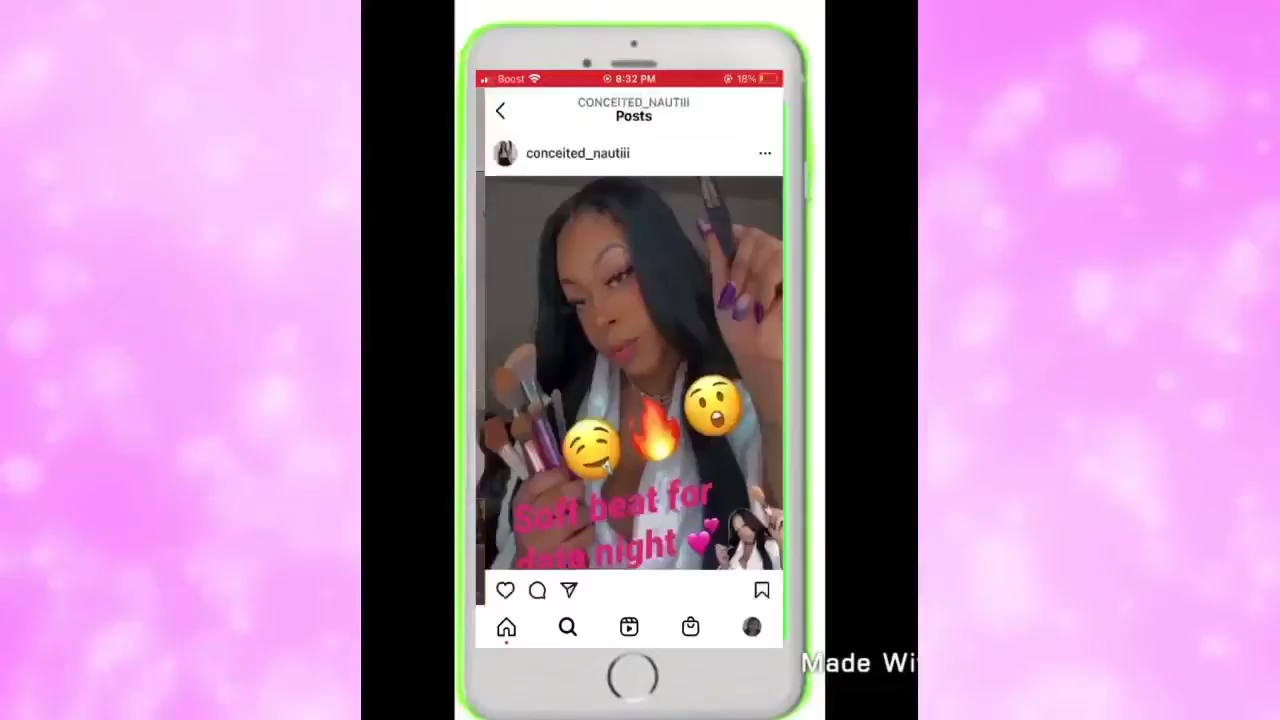 Boost 8:32 PM 18%
CONCEITED_NAUTIII
Posts
conceited_nautiii
Soft beat for
date night
Made Wi